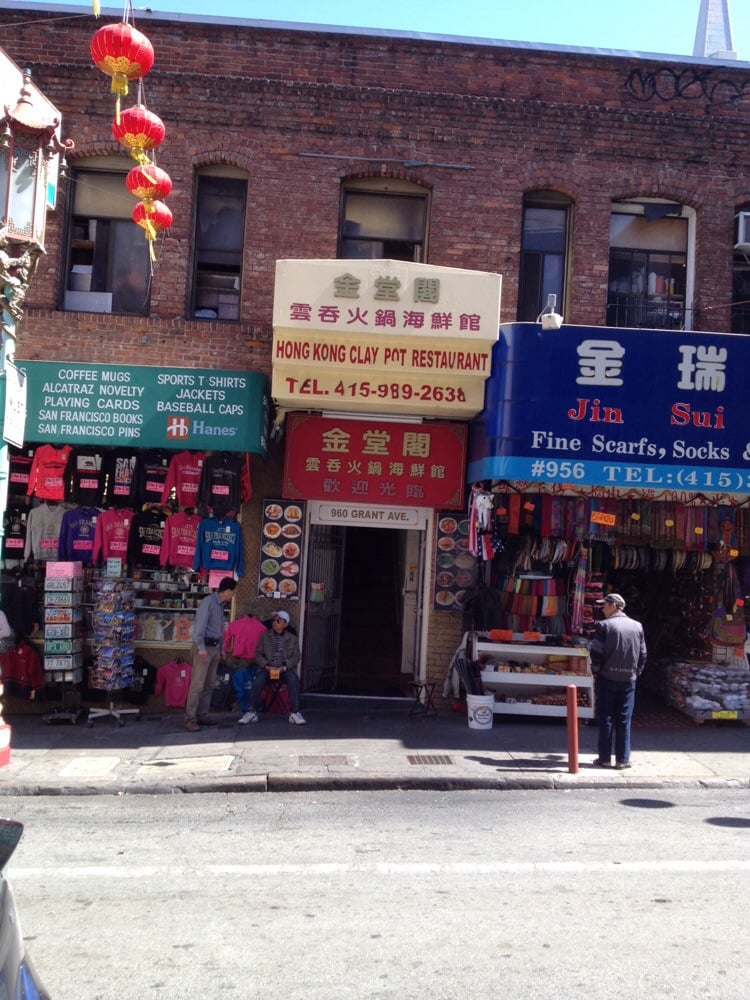 COFFEE MUGS
ALCATRAZ NOVELTY
PLAYING CARDS
SAN FRANCISCO BOOKS
SAN FRANCISCO PINS
SPORTS T SHIRTS
JACKETS
BASEBALL CAPS
H Hanes
金堂閣
雲吞火鍋海鮮館
HONG KONG CLAY POT RESTAURANT
TEL. 415-989-2638
金堂閣
雲吞火鍋海鮮館
歡迎光臨
960 GRANT AVE.
金 瑞
Jin Sui
Fine Scarfs, Socks &
#956 TEL:(415)